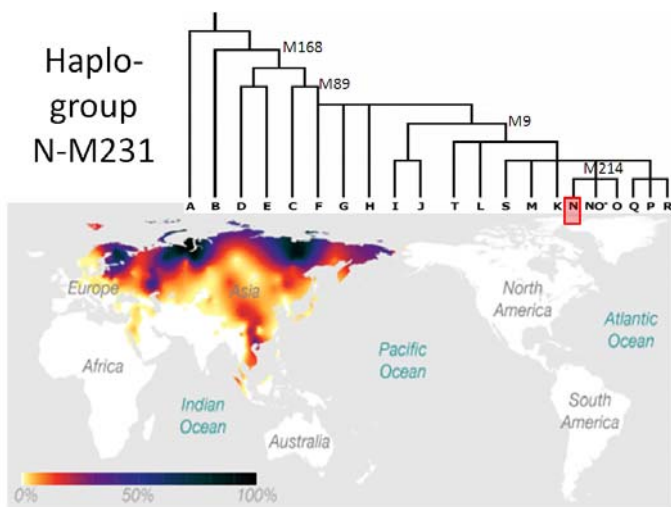 Haplo-
group
N-M231
M168
M89
M9
M214
A B D E C F G H I J T L S M K N NO* O Q P R
Europe
Asia
North
America
Atlantic
Ocean
Africa
Pacific
Ocean
Indian
Ocean
South
America
Australia
0% 50% 100%